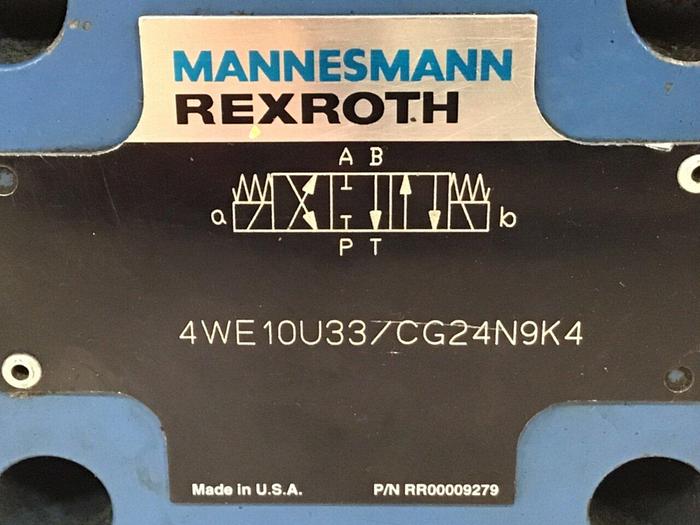 MANNESMANN
REXROTH
A B
a b
P T
4WE10U33/CG24N9K4
Made in U.S.A. P/N RR00009279